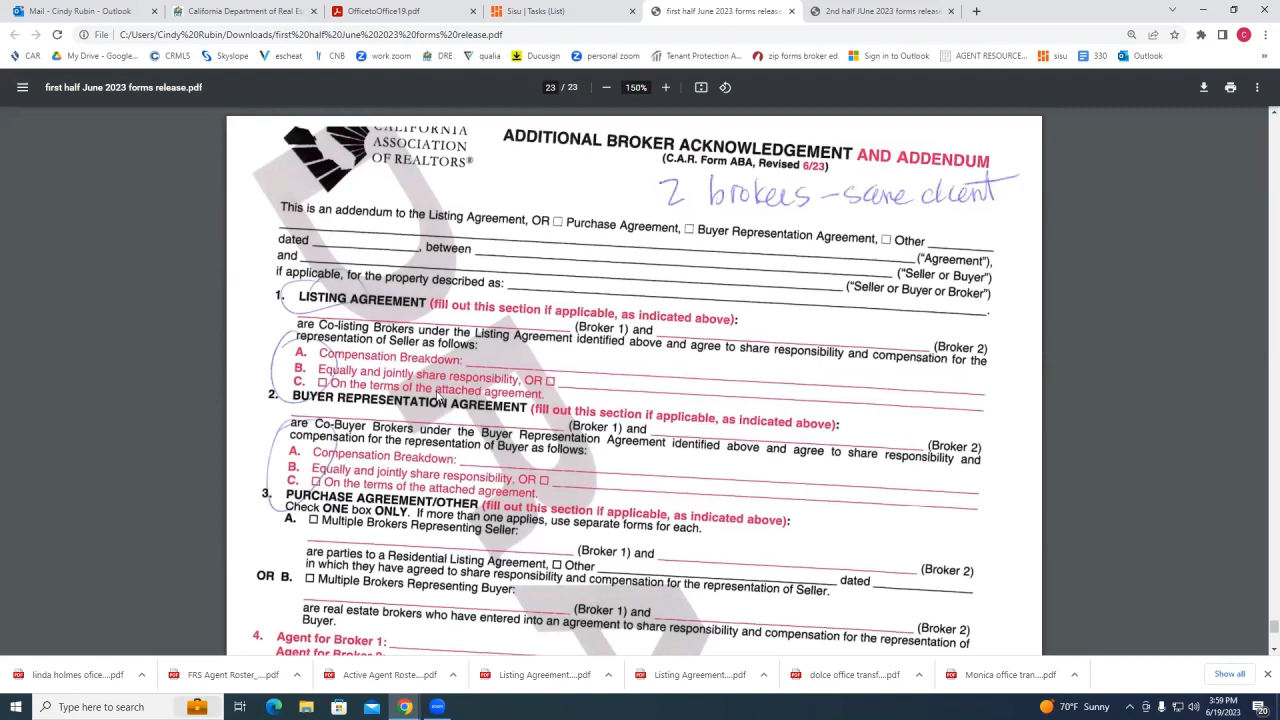 Mail - Cindy Rubin - Outlook
California Department of Real Es
OfficetoOffice19.pdf
Sisu | Tasks (List)
first half June 2023 forms release
2nd half JUne 2023 forms release.
File
C:/Users/Cindy%20Rubin/Downloads/first%20half%20June%202023%20forms%20release.pdf
CAR
My Drive - Google...
CRMLS
Skyslope
escheat
CNB
work zoom
DRE
qualia
Docusign
personal zoom
Tenant Protection A...
zip forms broker ed
Sign in to Outlook
AGENT RESOURCE...
sisu
330
Outlook
first half June 2023 forms release.pdf
23 / 23
150%
CALIFORNIA
ASSOCIATION
OF REALTORS®
ADDITIONAL BROKER ACKNOWLEDGEMENT AND ADDENDUM
(C.A.R. Form ABA, Revised 6/23)
2 brokers - same client
This is an addendum to the Listing Agreement, OR Purchase Agreement, Buyer Representation Agreement, Other
("Agreement"),
dated , between ("Seller or Buyer")
and ("Seller or Buyer or Broker")
if applicable, for the property described as: .
1. LISTING AGREEMENT (fill out this section if applicable, as indicated above):
(Broker 1) and (Broker 2)
are Co-listing Brokers under the Listing Agreement identified above and agree to share responsibility and compensation for the
representation of Seller as follows:
A. Compensation Breakdown:
B. Equally and jointly share responsibility, OR
C. On the terms of the attached agreement.
2. BUYER REPRESENTATION AGREEMENT (fill out this section if applicable, as indicated above):
(Broker 1) and (Broker 2)
are Co-Buyer Brokers under the Buyer Representation Agreement identified above and agree to share responsibility and
compensation for the representation of Buyer as follows:
A. Compensation Breakdown:
B. Equally and jointly share responsibility, OR
C. On the terms of the attached agreement.
3. PURCHASE AGREEMENT/OTHER (fill out this section if applicable, as indicated above):
Check ONE box ONLY. If more than one applies, use separate forms for each.
A. Multiple Brokers Representing Seller:
(Broker 1) and (Broker 2)
are parties to a Residential Listing Agreement, Other dated
in which they have agreed to share responsibility and compensation for the representation of Seller.
OR B. Multiple Brokers Representing Buyer:
(Broker 1) and (Broker 2)
are real estate brokers who have entered into an agreement to share responsibility and compensation for the representation of
Buyer.
4. Agent for Broker 1:
Agent for Broker 2:
linda holmes ofice....pdf
FRS Agent Roster_....pdf
Active Agent Roste....pdf
Listing Agreement....pdf
Listing Agreement....pdf
dolce office transf....pdf
Monica office tran....pdf
Show all
Type here to search
70°F Sunny
3:59 PM
6/19/2023
20